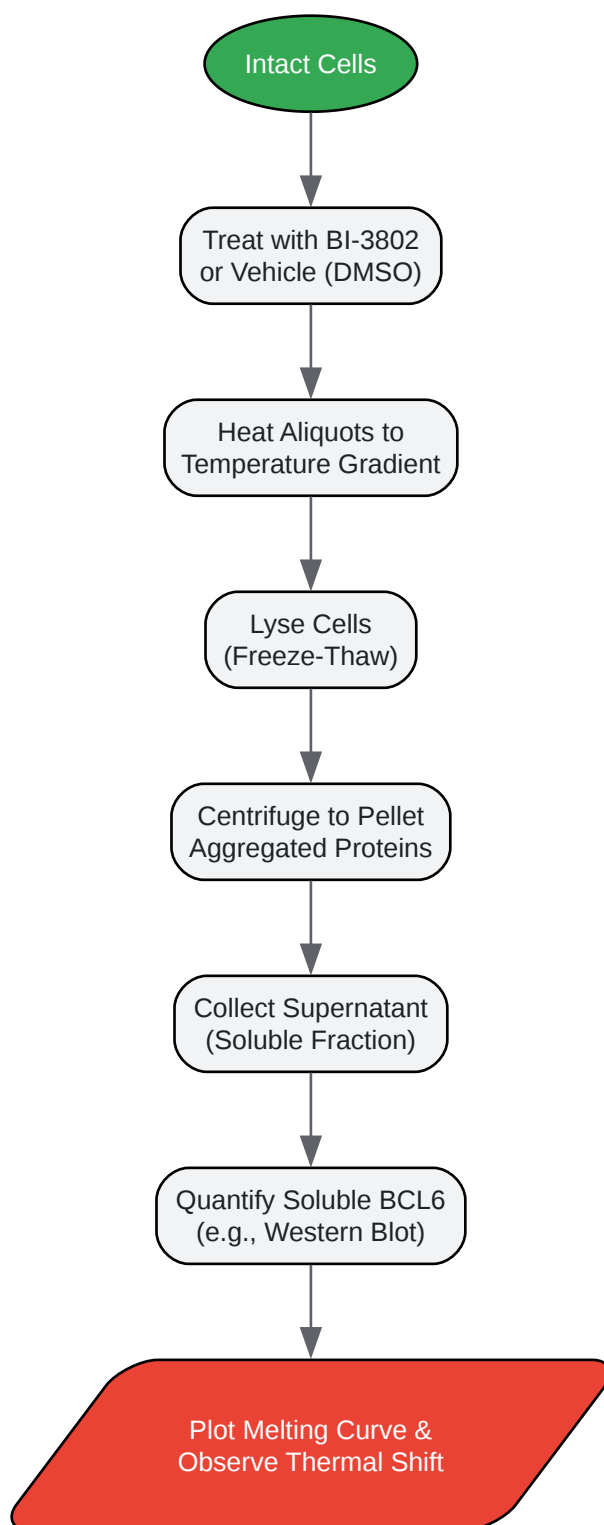 Intact Cells
Treat with BI-3802
or Vehicle (DMSO)
Heat Aliquots to
Temperature Gradient
Lyse Cells
(Freeze-Thaw)
Centrifuge to Pellet
Aggregated Proteins
Collect Supernatant
(Soluble Fraction)
Quantify Soluble BCL6
(e.g., Western Blot)
Plot Melting Curve &
Observe Thermal Shift